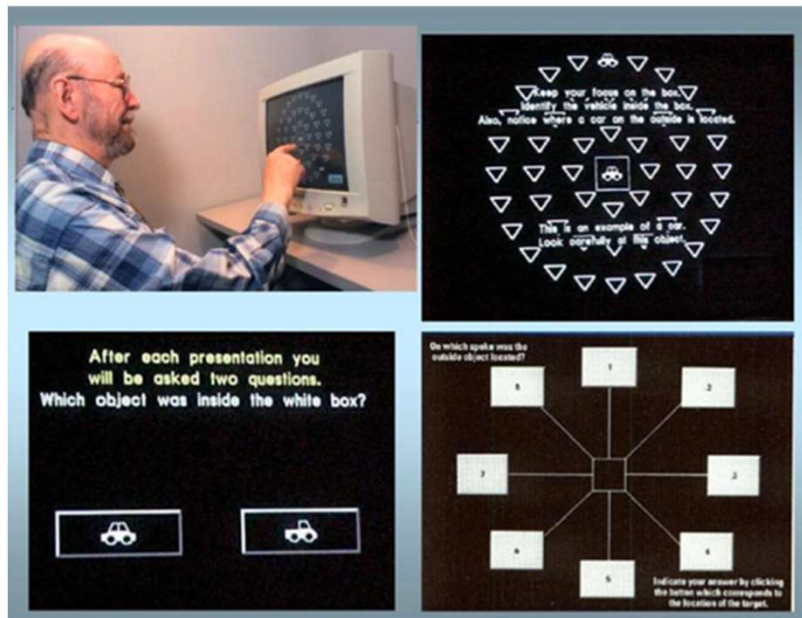 Keep your focus on the box.
Identify the vehicle inside the box.
Also, notice where a car on the outside is located.
This is an example of a car.
Look carefully at this object.
After each presentation you
will be asked two questions.
Which object was inside the white box?
On which spoke was the
outside object located?
1
8
2
7
3
6
4
5
Indicate your answer by clicking
the button which corresponds to
the location of the target.